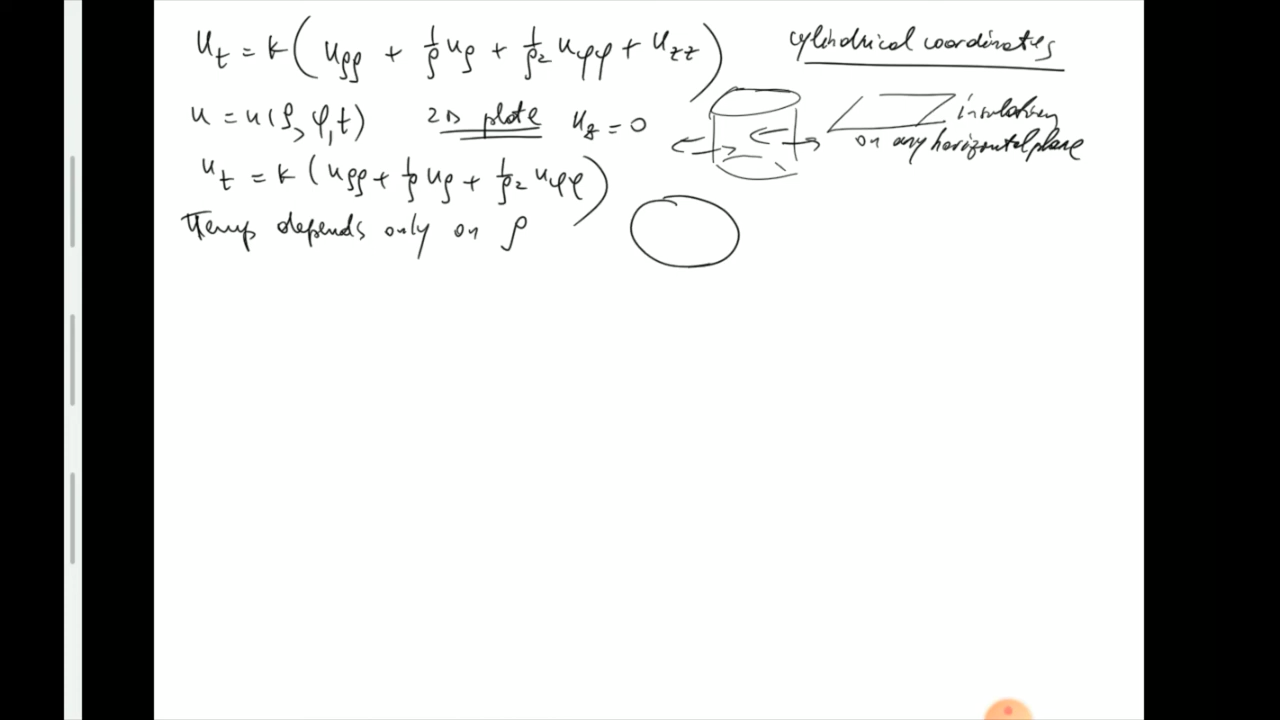 u_t = k ( u_ρρ + 1/ρ u_ρ + 1/ρ² u_φφ + u_zz ) cylindrical coordinates
u = u(ρ, φ, t) 2D plate u_z = 0
on any horizontal plane
u_t = k ( u_ρρ + 1/ρ u_ρ + 1/ρ² u_φφ )
Temp depends only on ρ